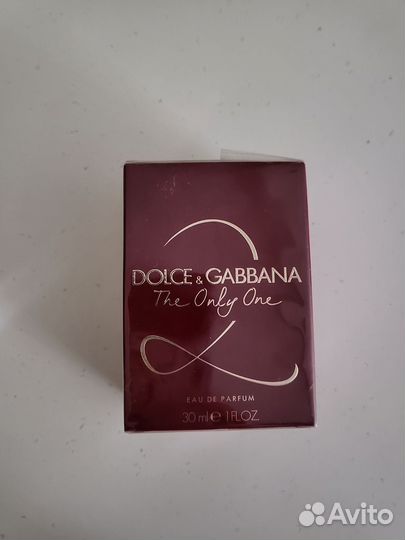 DOLCE & GABBANA
The Only One
2
EAU DE PARFUM
30 ml ℮ 1 FL.OZ.
Avito